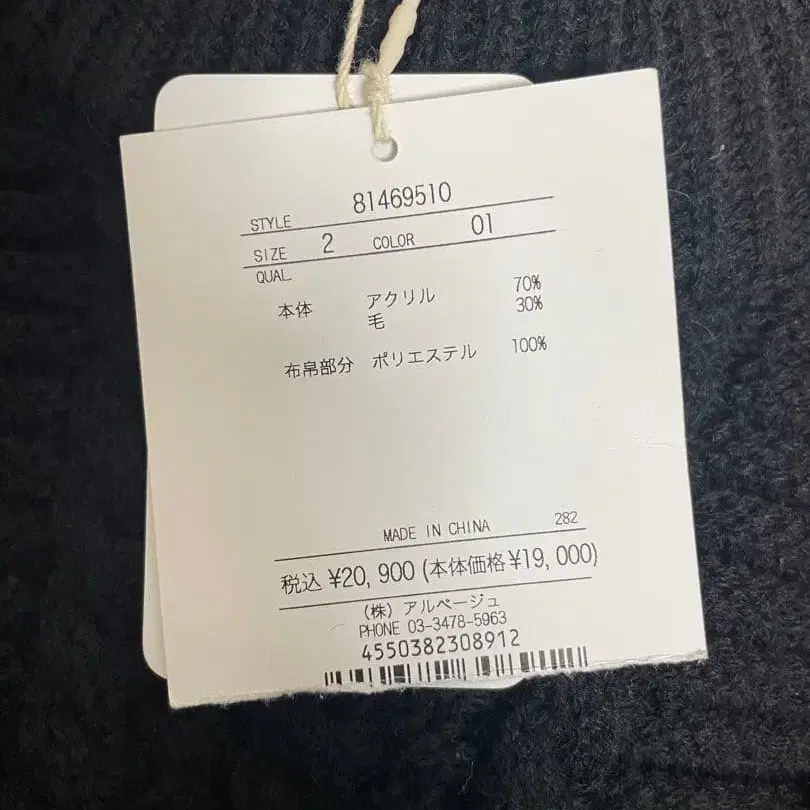 STYLE 81469510
SIZE 2 COLOR 01
QUAL
本体 アクリル 70%
毛 30%
布帛部分 ポリエステル 100%
MADE IN CHINA 282
税込 ¥20,900 (本体価格¥19,000)
(株) アルページュ
PHONE 03-3478-5963
4550382308912